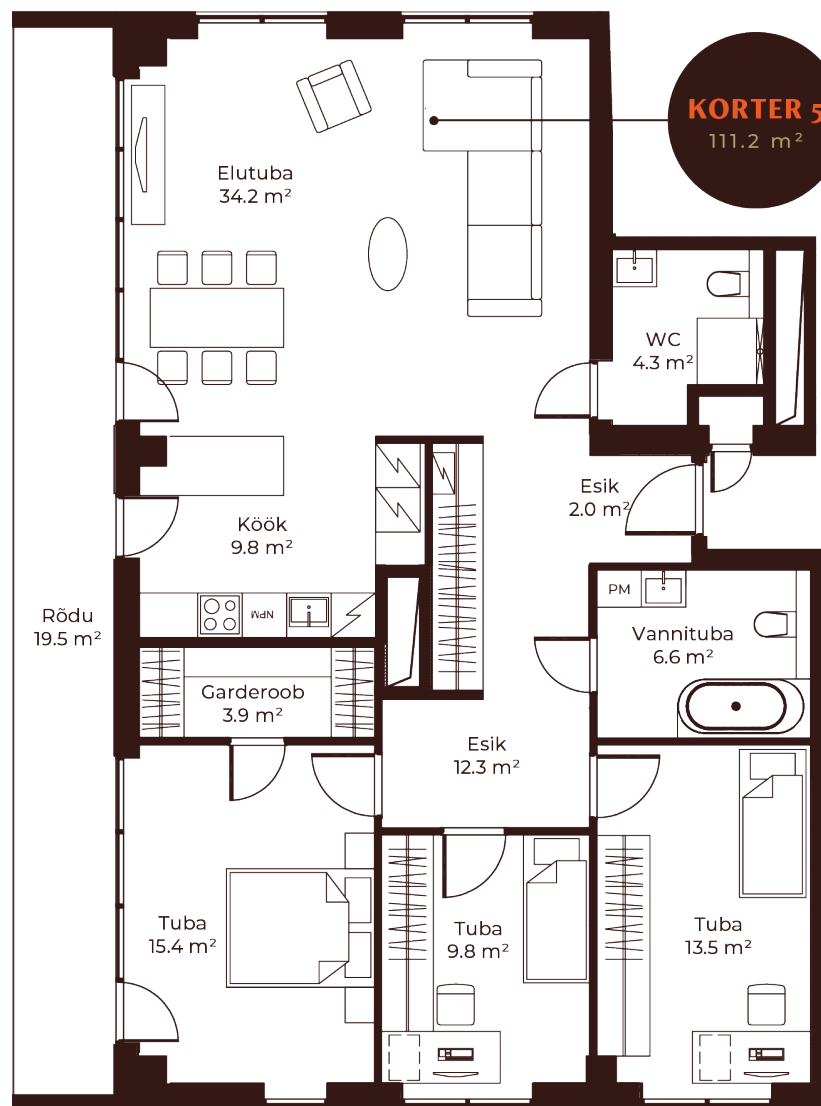 KORTER 5
111.2 m²
Elutuba
34.2 m²
WC
4.3 m²
Esik
2.0 m²
Köök
9.8 m²
NPM
PM
Rõdu
19.5 m²
Vannituba
6.6 m²
Garderoob
3.9 m²
Esik
12.3 m²
Tuba
15.4 m²
Tuba
9.8 m²
Tuba
13.5 m²